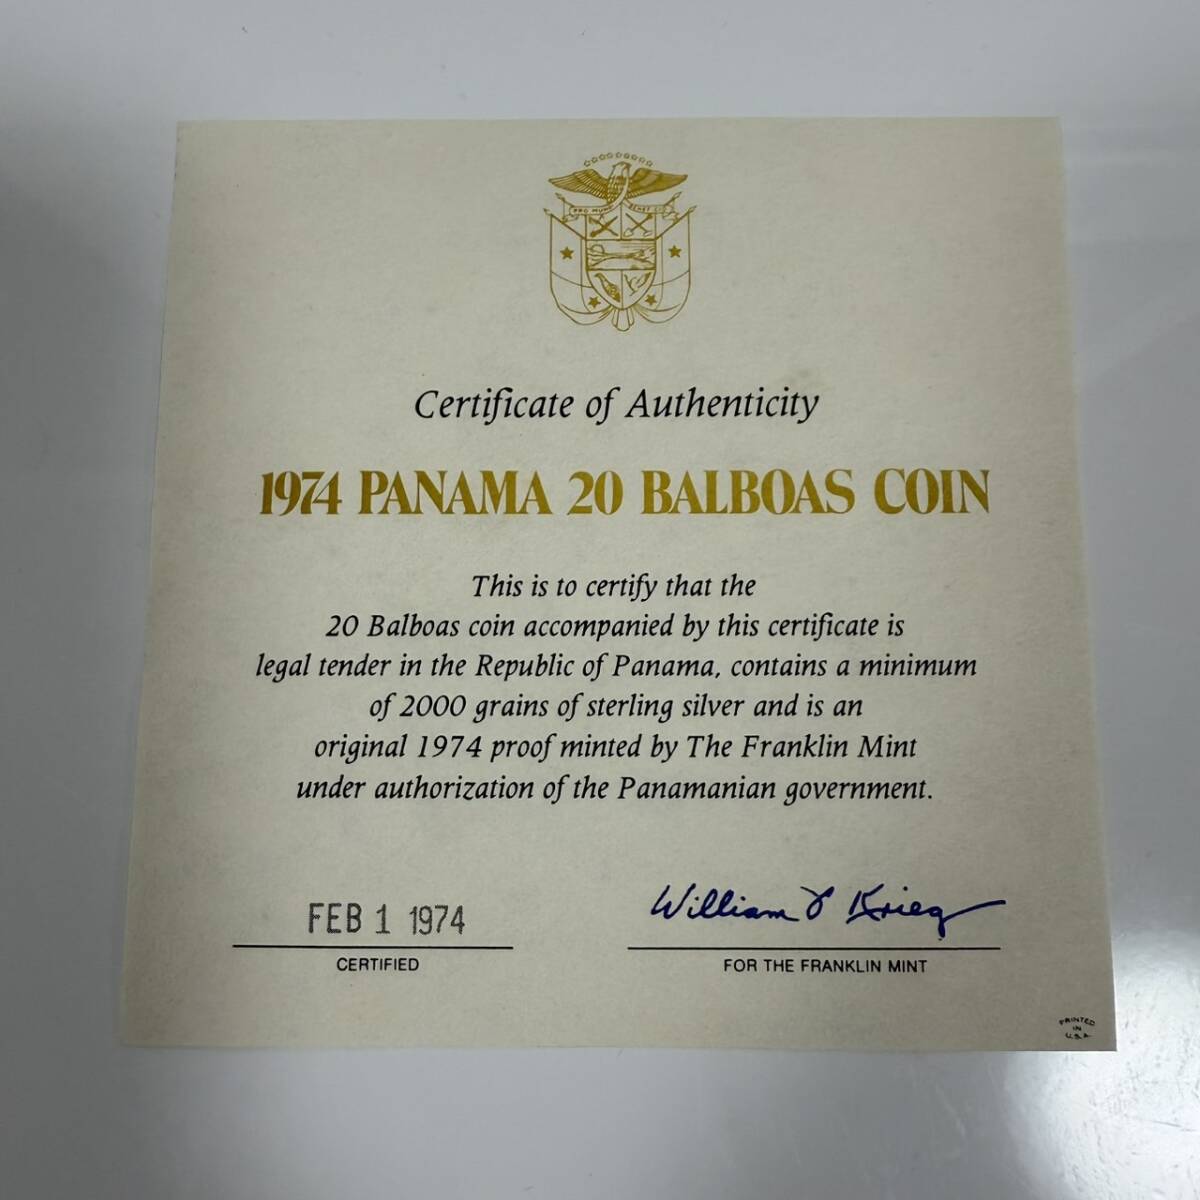 Certificate of Authenticity
1974 PANAMA 20 BALBOAS COIN
This is to certify that the
20 Balboas coin accompanied by this certificate is
legal tender in the Republic of Panama, contains a minimum
of 2000 grains of sterling silver and is an
original 1974 proof minted by The Franklin Mint
under authorization of the Panamanian government.
FEB 1 1974
CERTIFIED
William Krieg
FOR THE FRANKLIN MINT
PRINTED
IN
U.S.A.